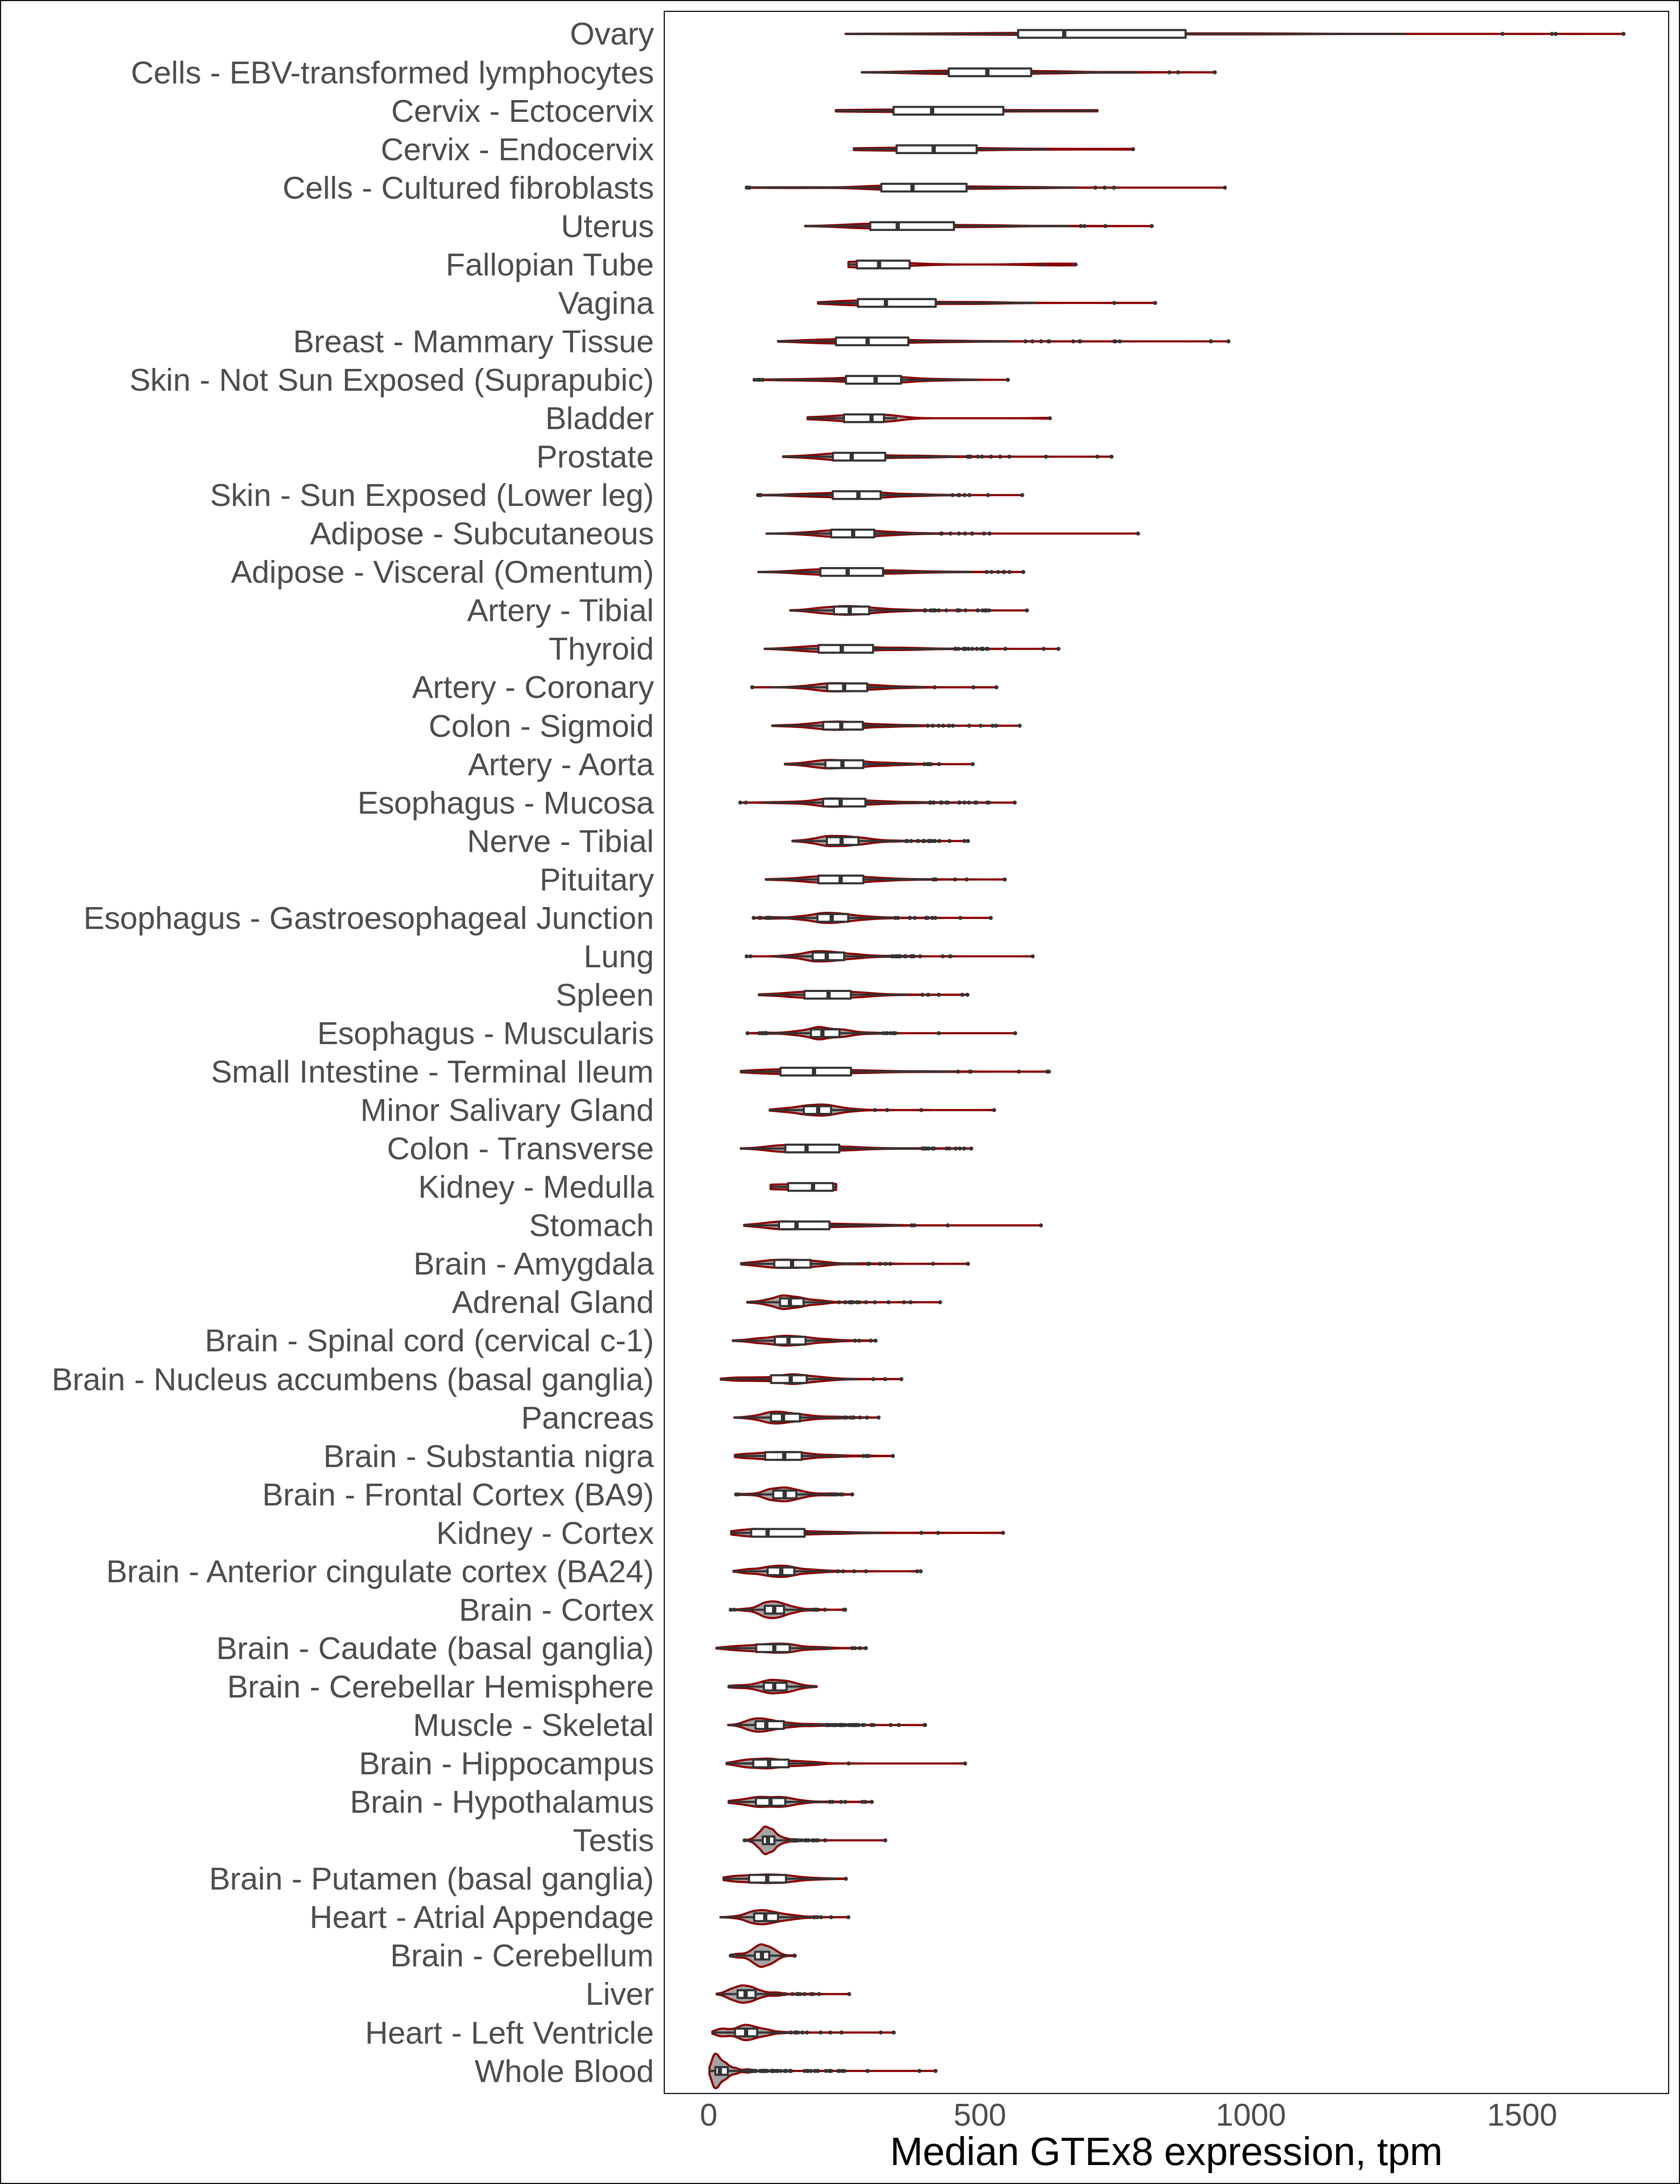 Ovary
Cells - EBV-transformed lymphocytes
Cervix - Ectocervix
Cervix - Endocervix
Cells - Cultured fibroblasts
Uterus
Fallopian Tube
Vagina
Breast - Mammary Tissue
Skin - Not Sun Exposed (Suprapubic)
Bladder
Prostate
Skin - Sun Exposed (Lower leg)
Adipose - Subcutaneous
Adipose - Visceral (Omentum)
Artery - Tibial
Thyroid
Artery - Coronary
Colon - Sigmoid
Artery - Aorta
Esophagus - Mucosa
Nerve - Tibial
Pituitary
Esophagus - Gastroesophageal Junction
Lung
Spleen
Esophagus - Muscularis
Small Intestine - Terminal Ileum
Minor Salivary Gland
Colon - Transverse
Kidney - Medulla
Stomach
Brain - Amygdala
Adrenal Gland
Brain - Spinal cord (cervical c-1)
Brain - Nucleus accumbens (basal ganglia)
Pancreas
Brain - Substantia nigra
Brain - Frontal Cortex (BA9)
Kidney - Cortex
Brain - Anterior cingulate cortex (BA24)
Brain - Cortex
Brain - Caudate (basal ganglia)
Brain - Cerebellar Hemisphere
Muscle - Skeletal
Brain - Hippocampus
Brain - Hypothalamus
Testis
Brain - Putamen (basal ganglia)
Heart - Atrial Appendage
Brain - Cerebellum
Liver
Heart - Left Ventricle
Whole Blood
0 500 1000 1500
Median GTEx8 expression, tpm